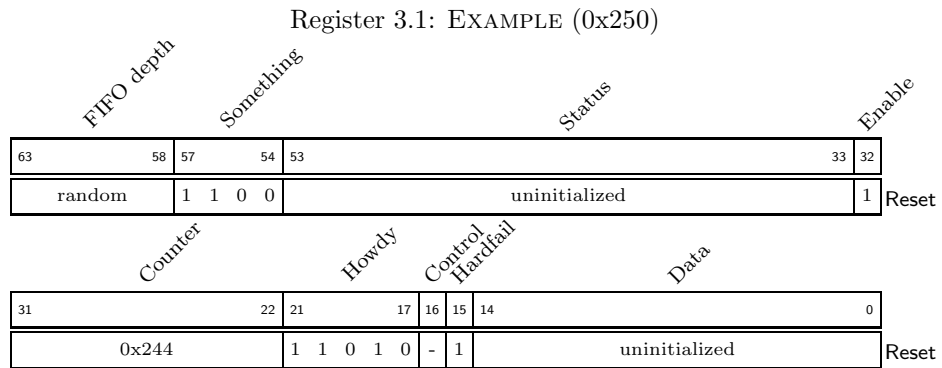 Register 3.1: EXAMPLE (0x250)
FIFO depth Something Status Enable
63 58 57 54 53 33 32
random 1 1 0 0 uninitialized 1 Reset
Counter Howdy Control Hardfail Data
31 22 21 17 16 15 14 0
0x244 1 1 0 1 0 - 1 uninitialized Reset